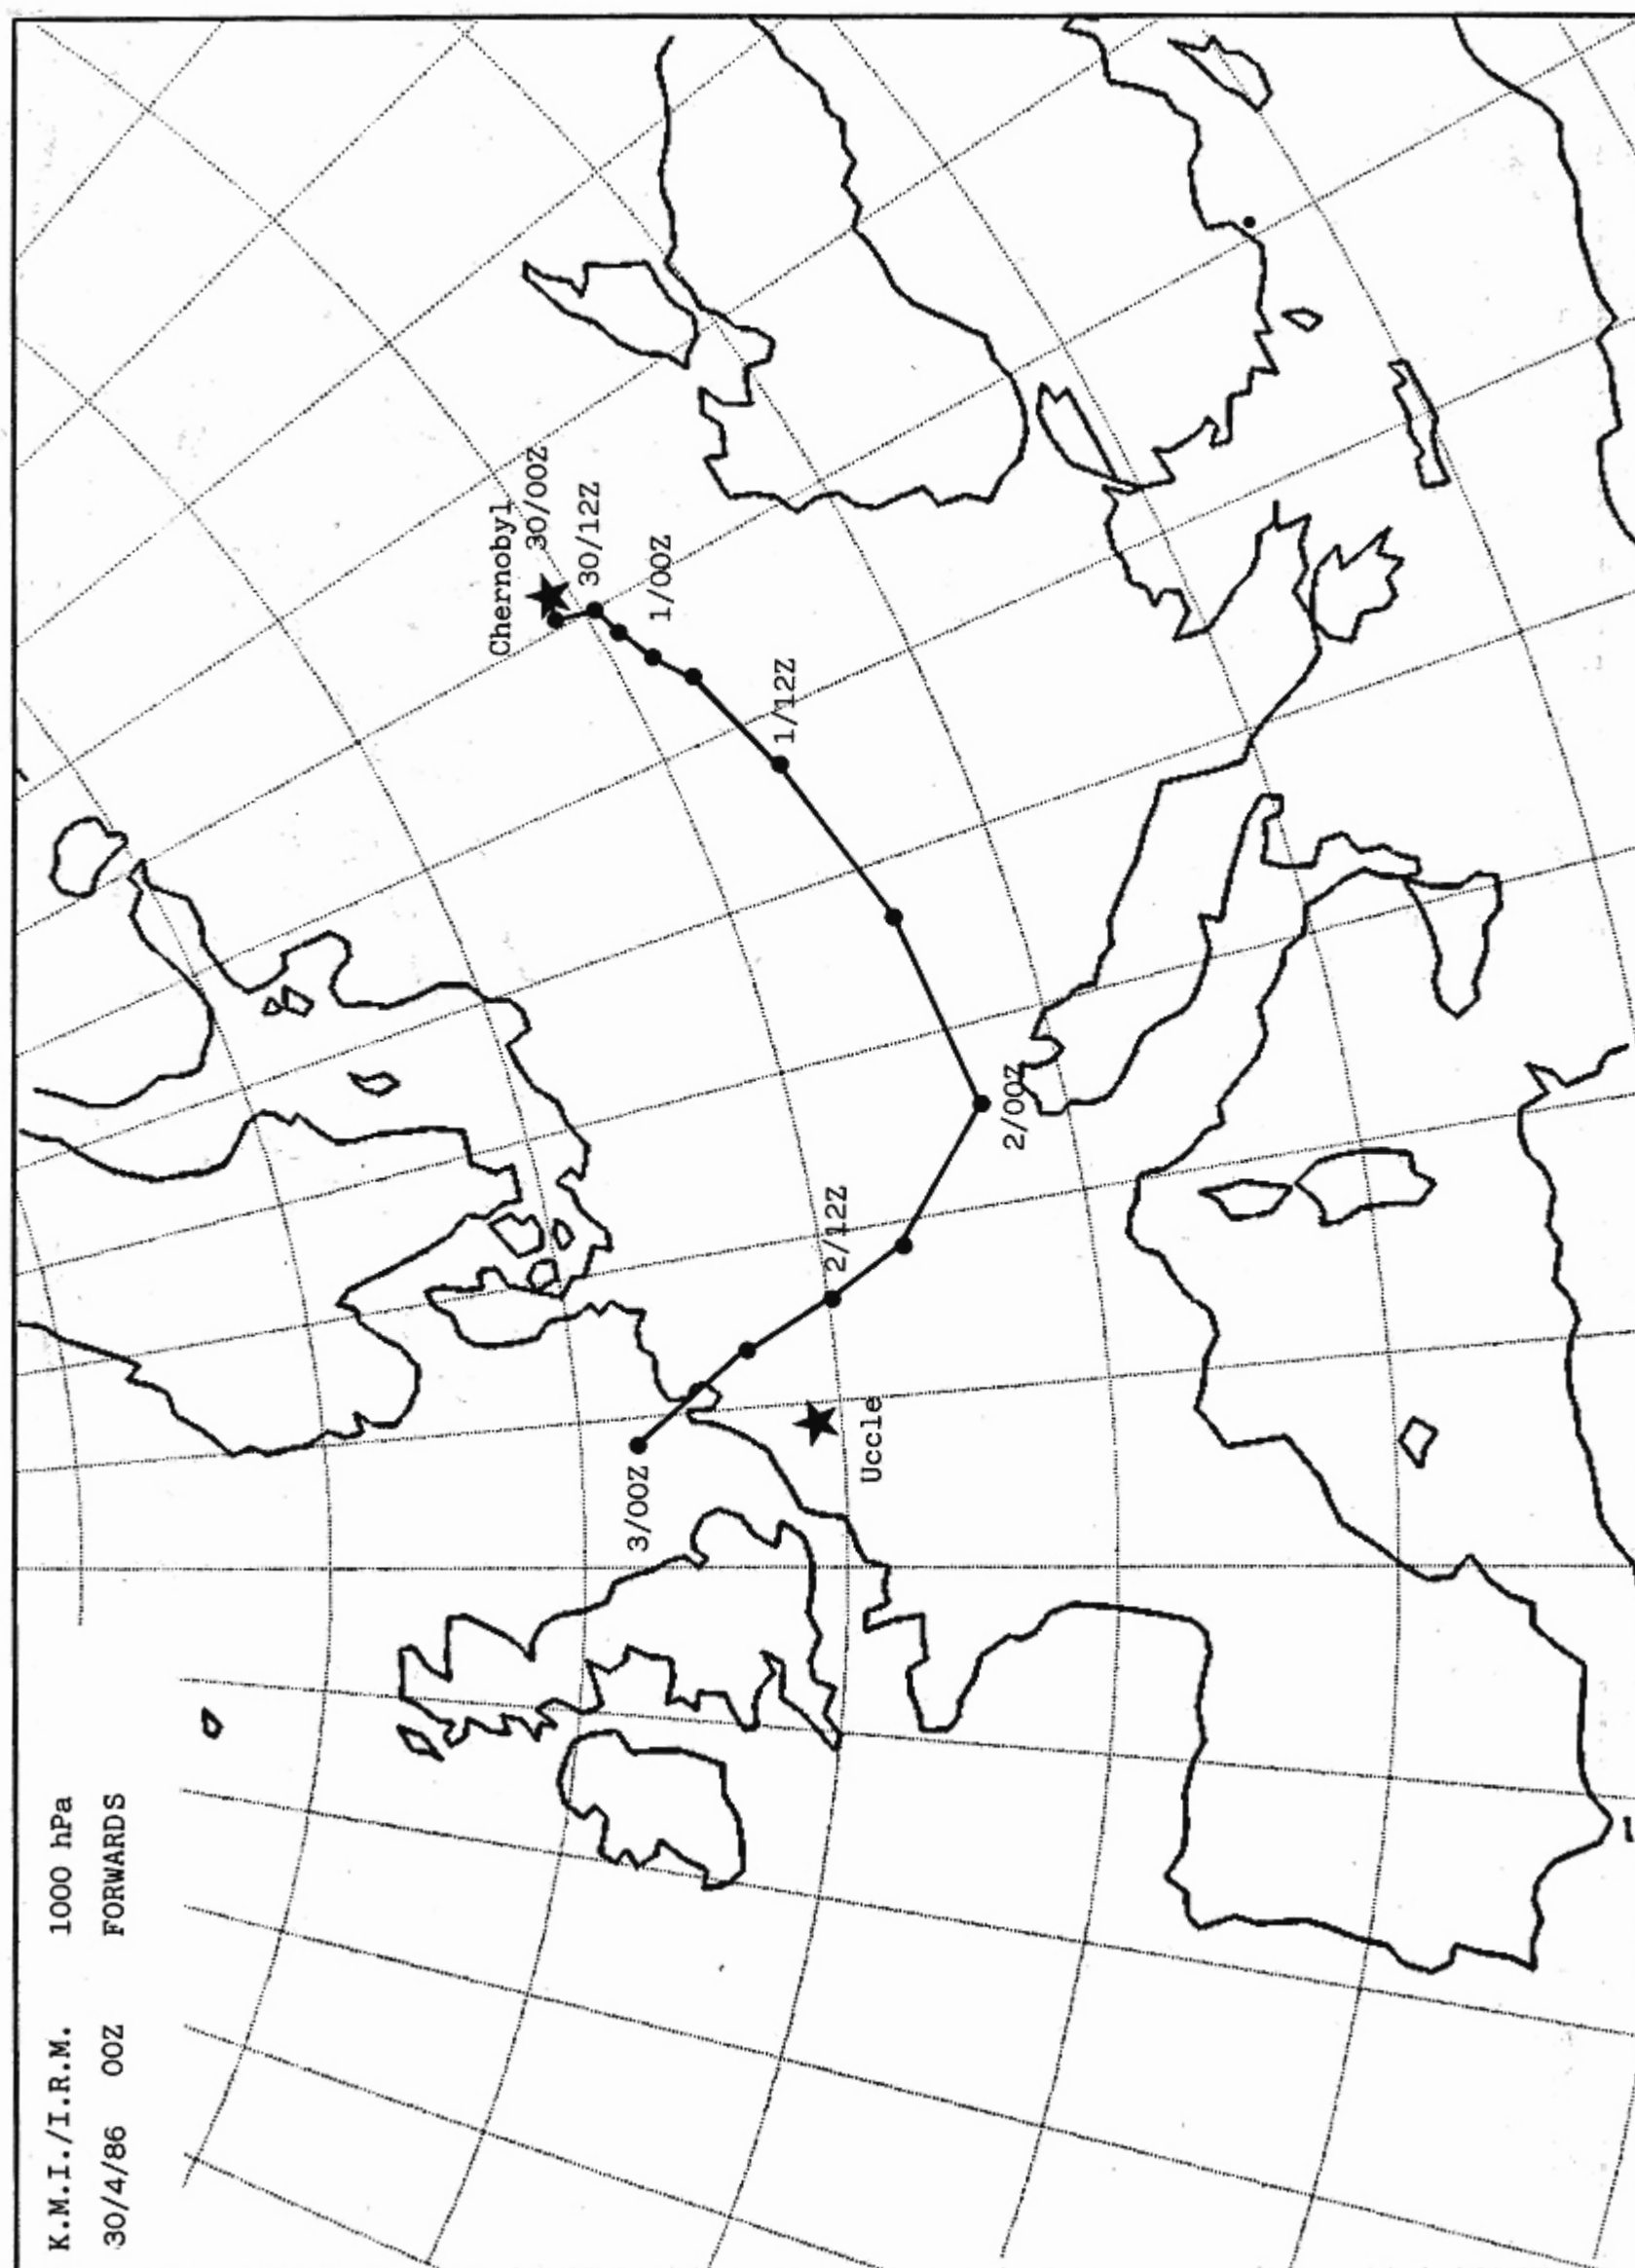 K.M.I./I.R.M. 1000 hPa
30/4/86 00Z FORWARDS
Chernobyl
30/00Z
30/12Z
1/00Z
1/12Z
2/00Z
2/12Z
3/00Z
Uccle